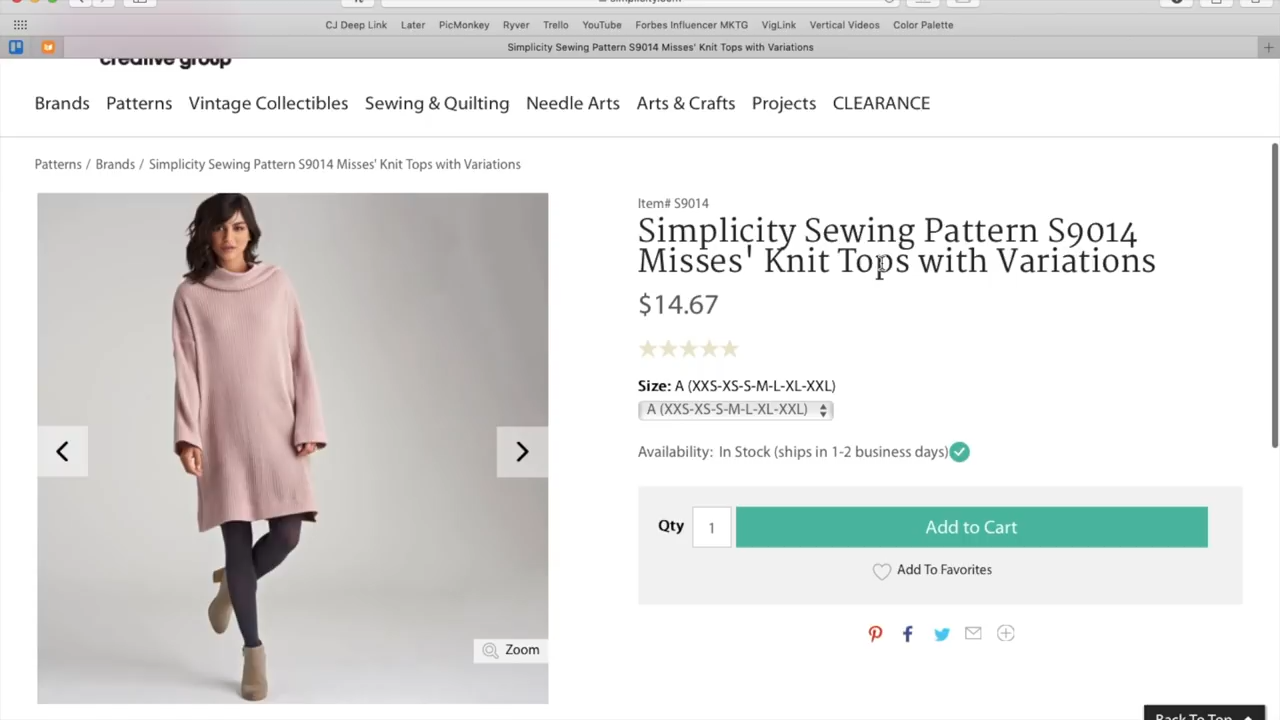 simplicity.com
CJ Deep Link Later PicMonkey Ryver Trello YouTube Forbes Influencer MKTG VigLink Vertical Videos Color Palette
Simplicity Sewing Pattern S9014 Misses' Knit Tops with Variations
creative group
Brands Patterns Vintage Collectibles Sewing & Quilting Needle Arts Arts & Crafts Projects CLEARANCE
Patterns / Brands / Simplicity Sewing Pattern S9014 Misses' Knit Tops with Variations
Item# S9014
Simplicity Sewing Pattern S9014
Misses' Knit Tops with Variations
$14.67
Size: A (XXS-XS-S-M-L-XL-XXL)
A (XXS-XS-S-M-L-XL-XXL)
Availability: In Stock (ships in 1-2 business days)
Qty 1 Add to Cart
Add To Favorites
Zoom
Back To Top